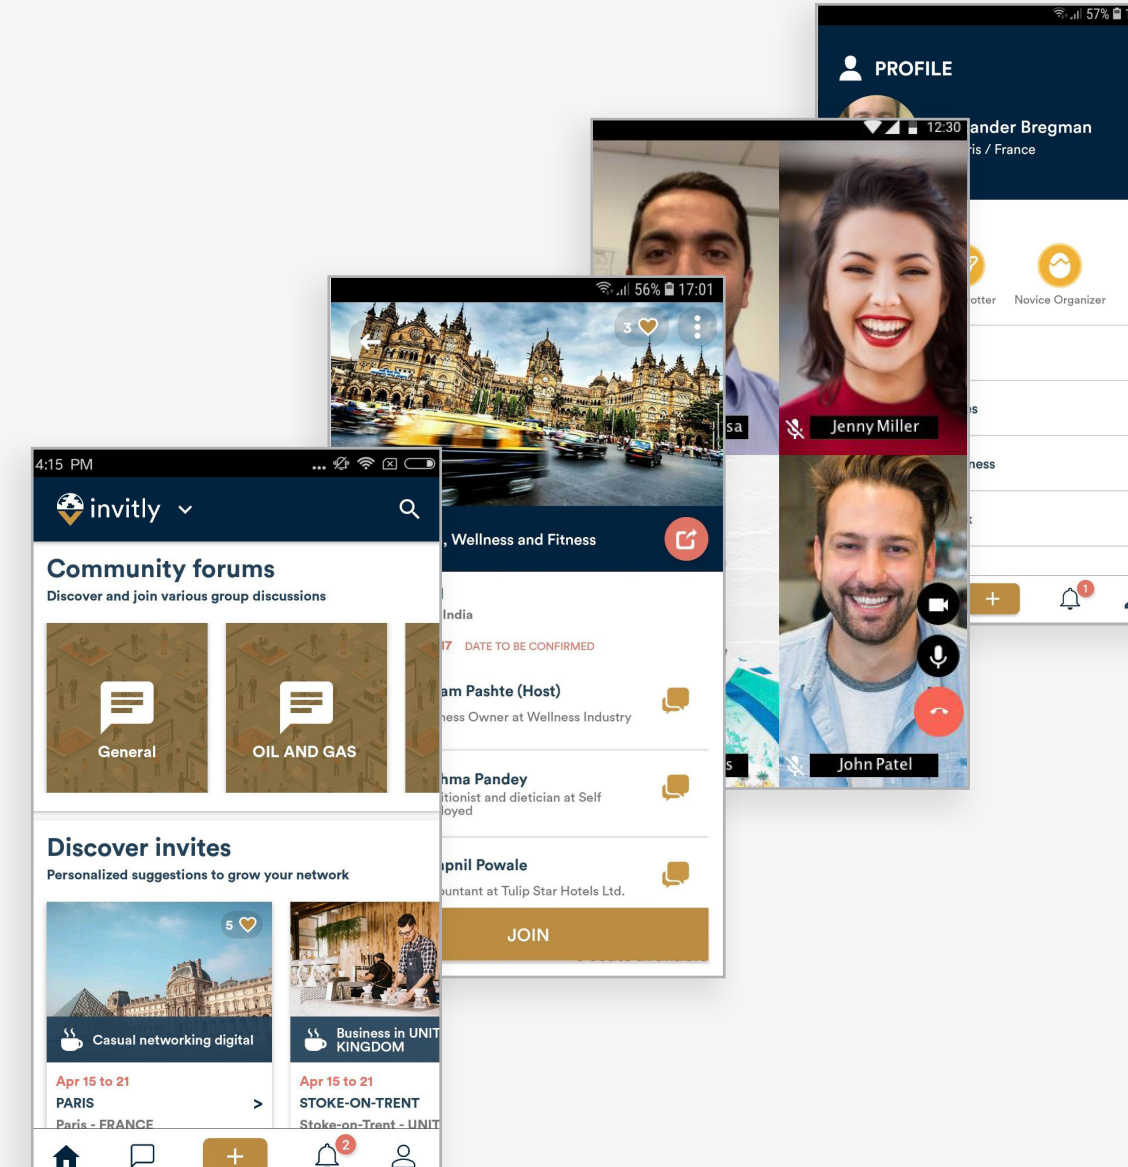 57%
PROFILE
ander Bregman
ris / France
otter
Novice Organizer
ness
1
12:30
sa
Jenny Miller
John Patel
56% 17:01
3
, Wellness and Fitness
India
17 DATE TO BE CONFIRMED
am Pashte (Host)
ness Owner at Wellness Industry
hma Pandey
itionist and dietician at Self
loyed
apnil Powale
ountant at Tulip Star Hotels Ltd.
JOIN
4:15 PM
invitly
Community forums
Discover and join various group discussions
General
OIL AND GAS
Discover invites
Personalized suggestions to grow your network
5
Casual networking digital
Business in UNIT
KINGDOM
Apr 15 to 21
Apr 15 to 21
PARIS
STOKE-ON-TRENT
Paris - FRANCE
Stoke-on-Trent - UNIT
2